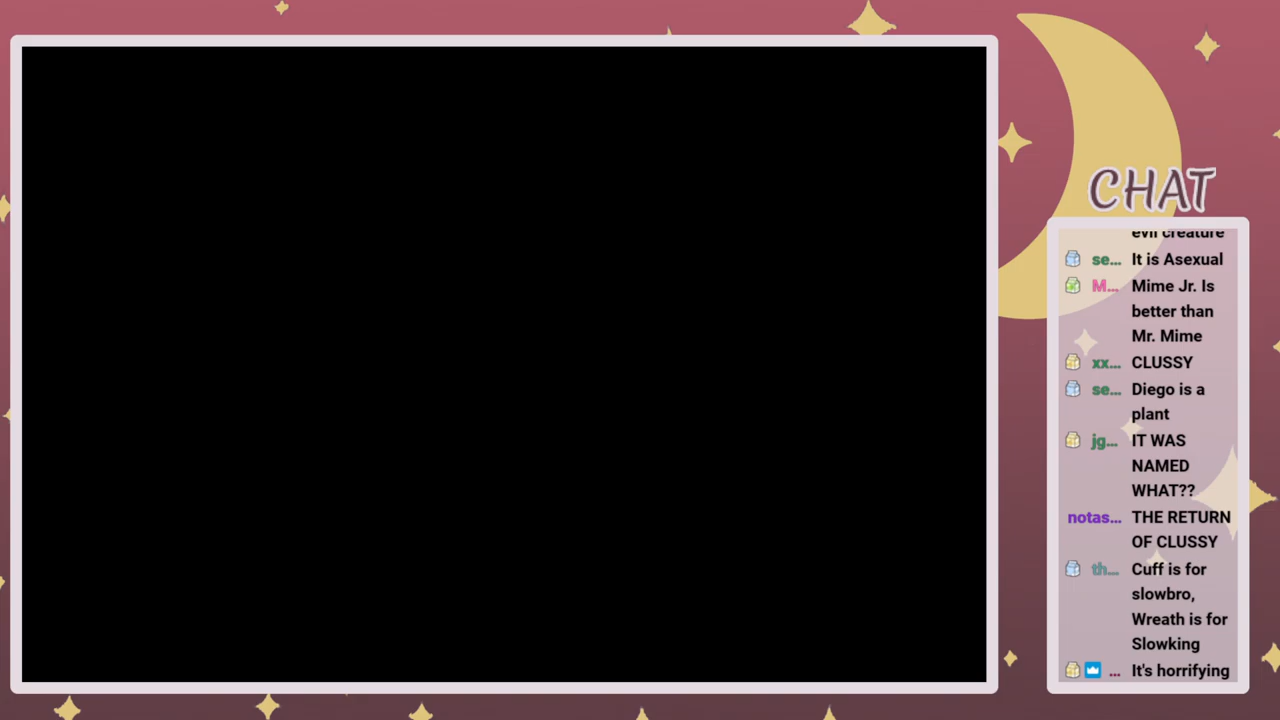 CHAT
evil creature
se... It is Asexual
M... Mime Jr. Is
better than
Mr. Mime
xx... CLUSSY
se... Diego is a
plant
jg... IT WAS
NAMED
WHAT??
notas... THE RETURN
OF CLUSSY
th... Cuff is for
slowbro,
Wreath is for
Slowking
... It's horrifying